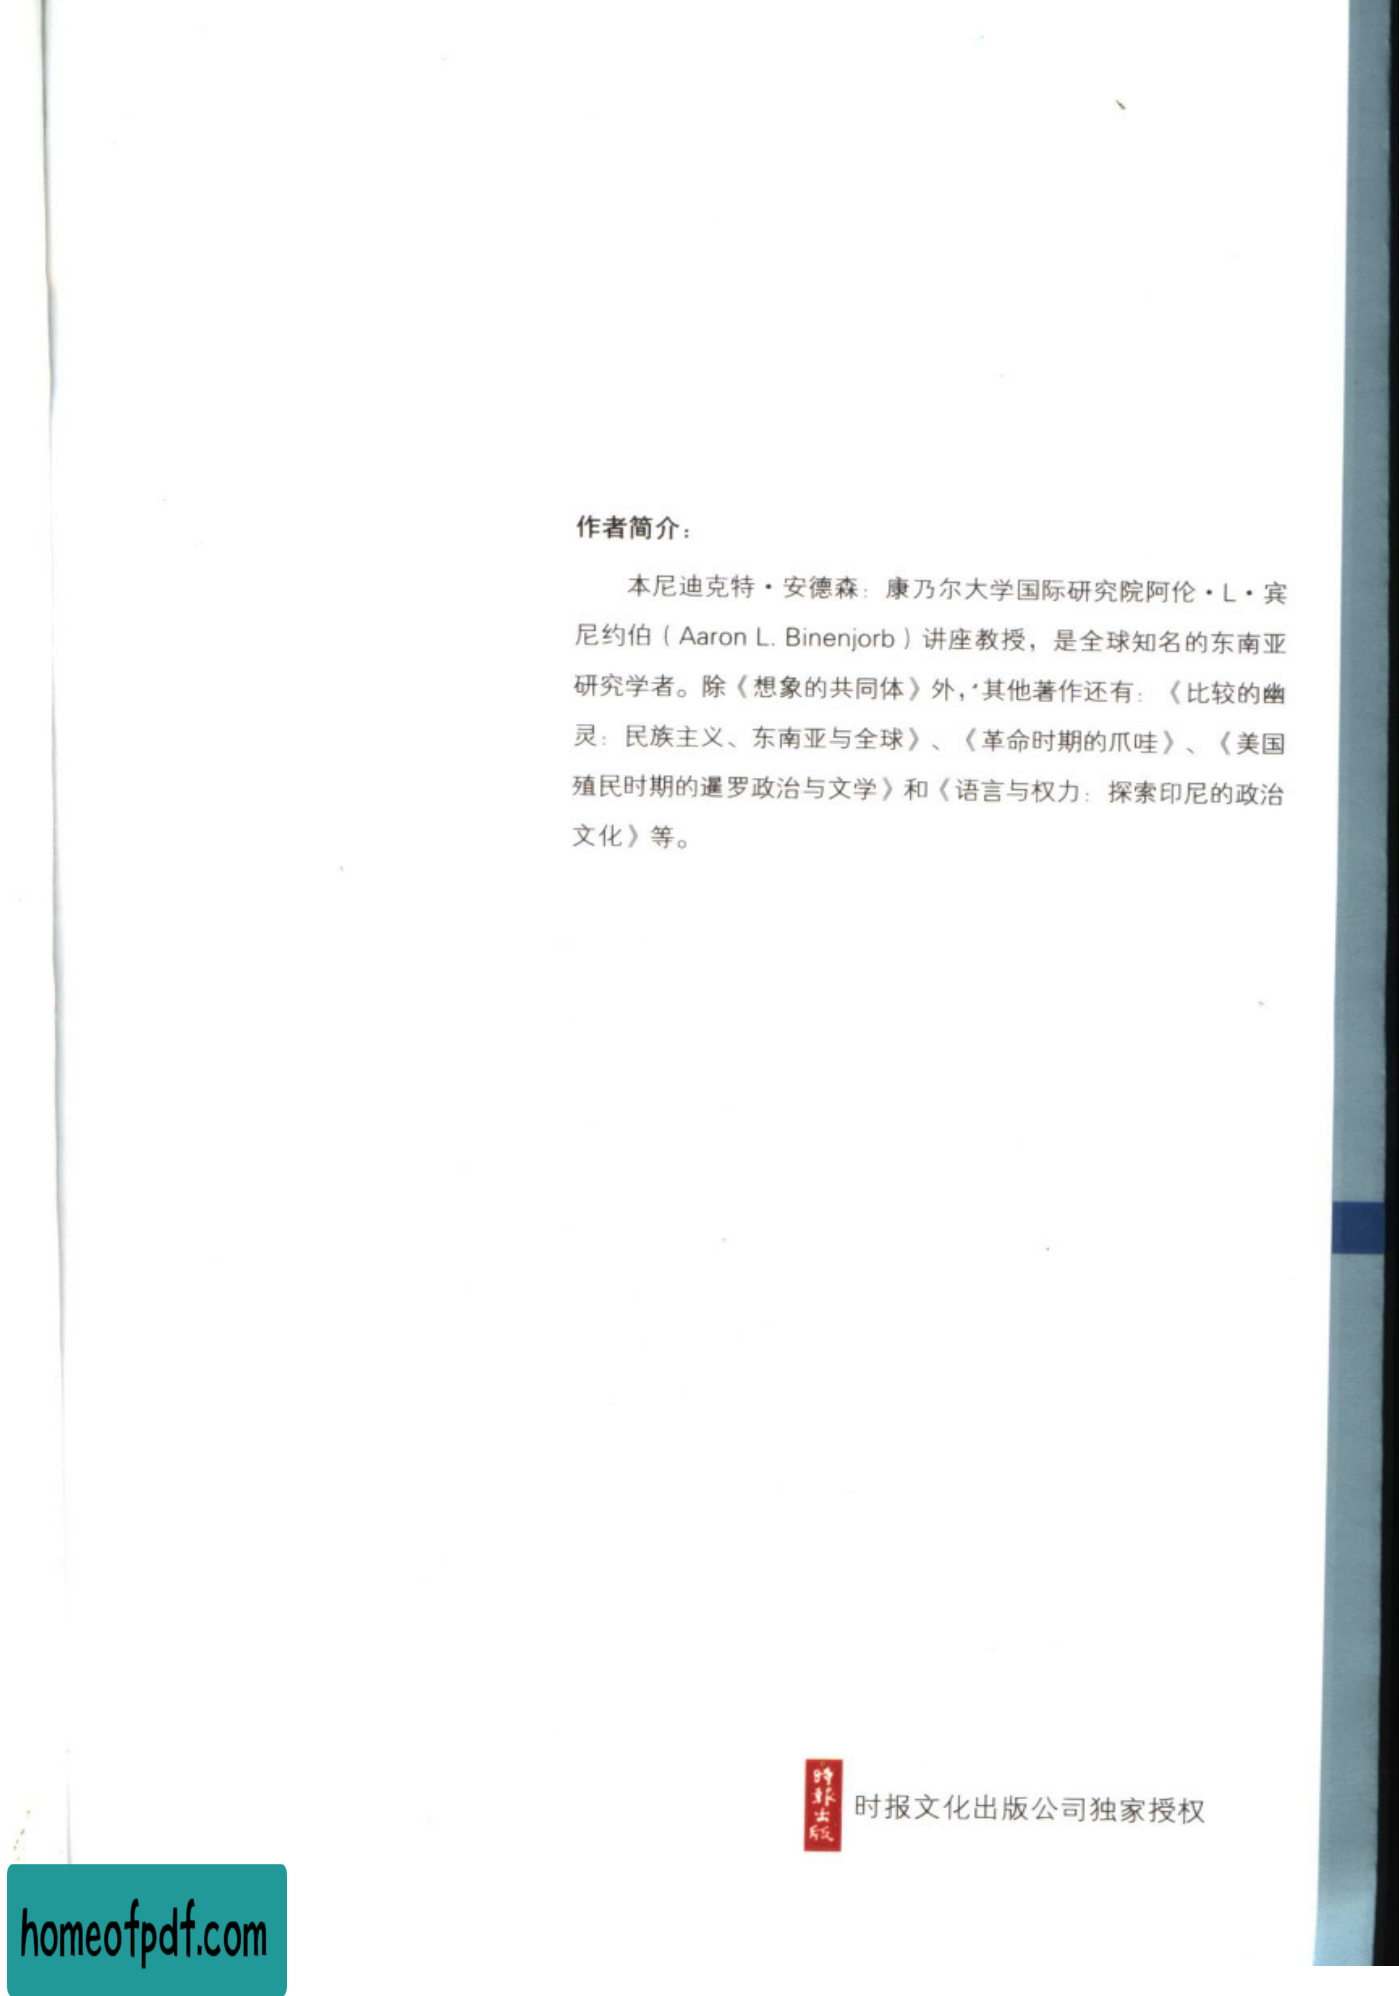 作者简介：
本尼迪克特·安德森：康乃尔大学国际研究院阿伦·L·宾
尼约伯（Aaron L. Binenjorb）讲座教授，是全球知名的东南亚
研究学者。除《想象的共同体》外，其他著作还有：《比较的幽
灵：民族主义、东南亚与全球》、《革命时期的爪哇》、《美国
殖民时期的暹罗政治与文学》和《语言与权力：探索印尼的政治
文化》等。
時報出版
时报文化出版公司独家授权
homeofpdf.com